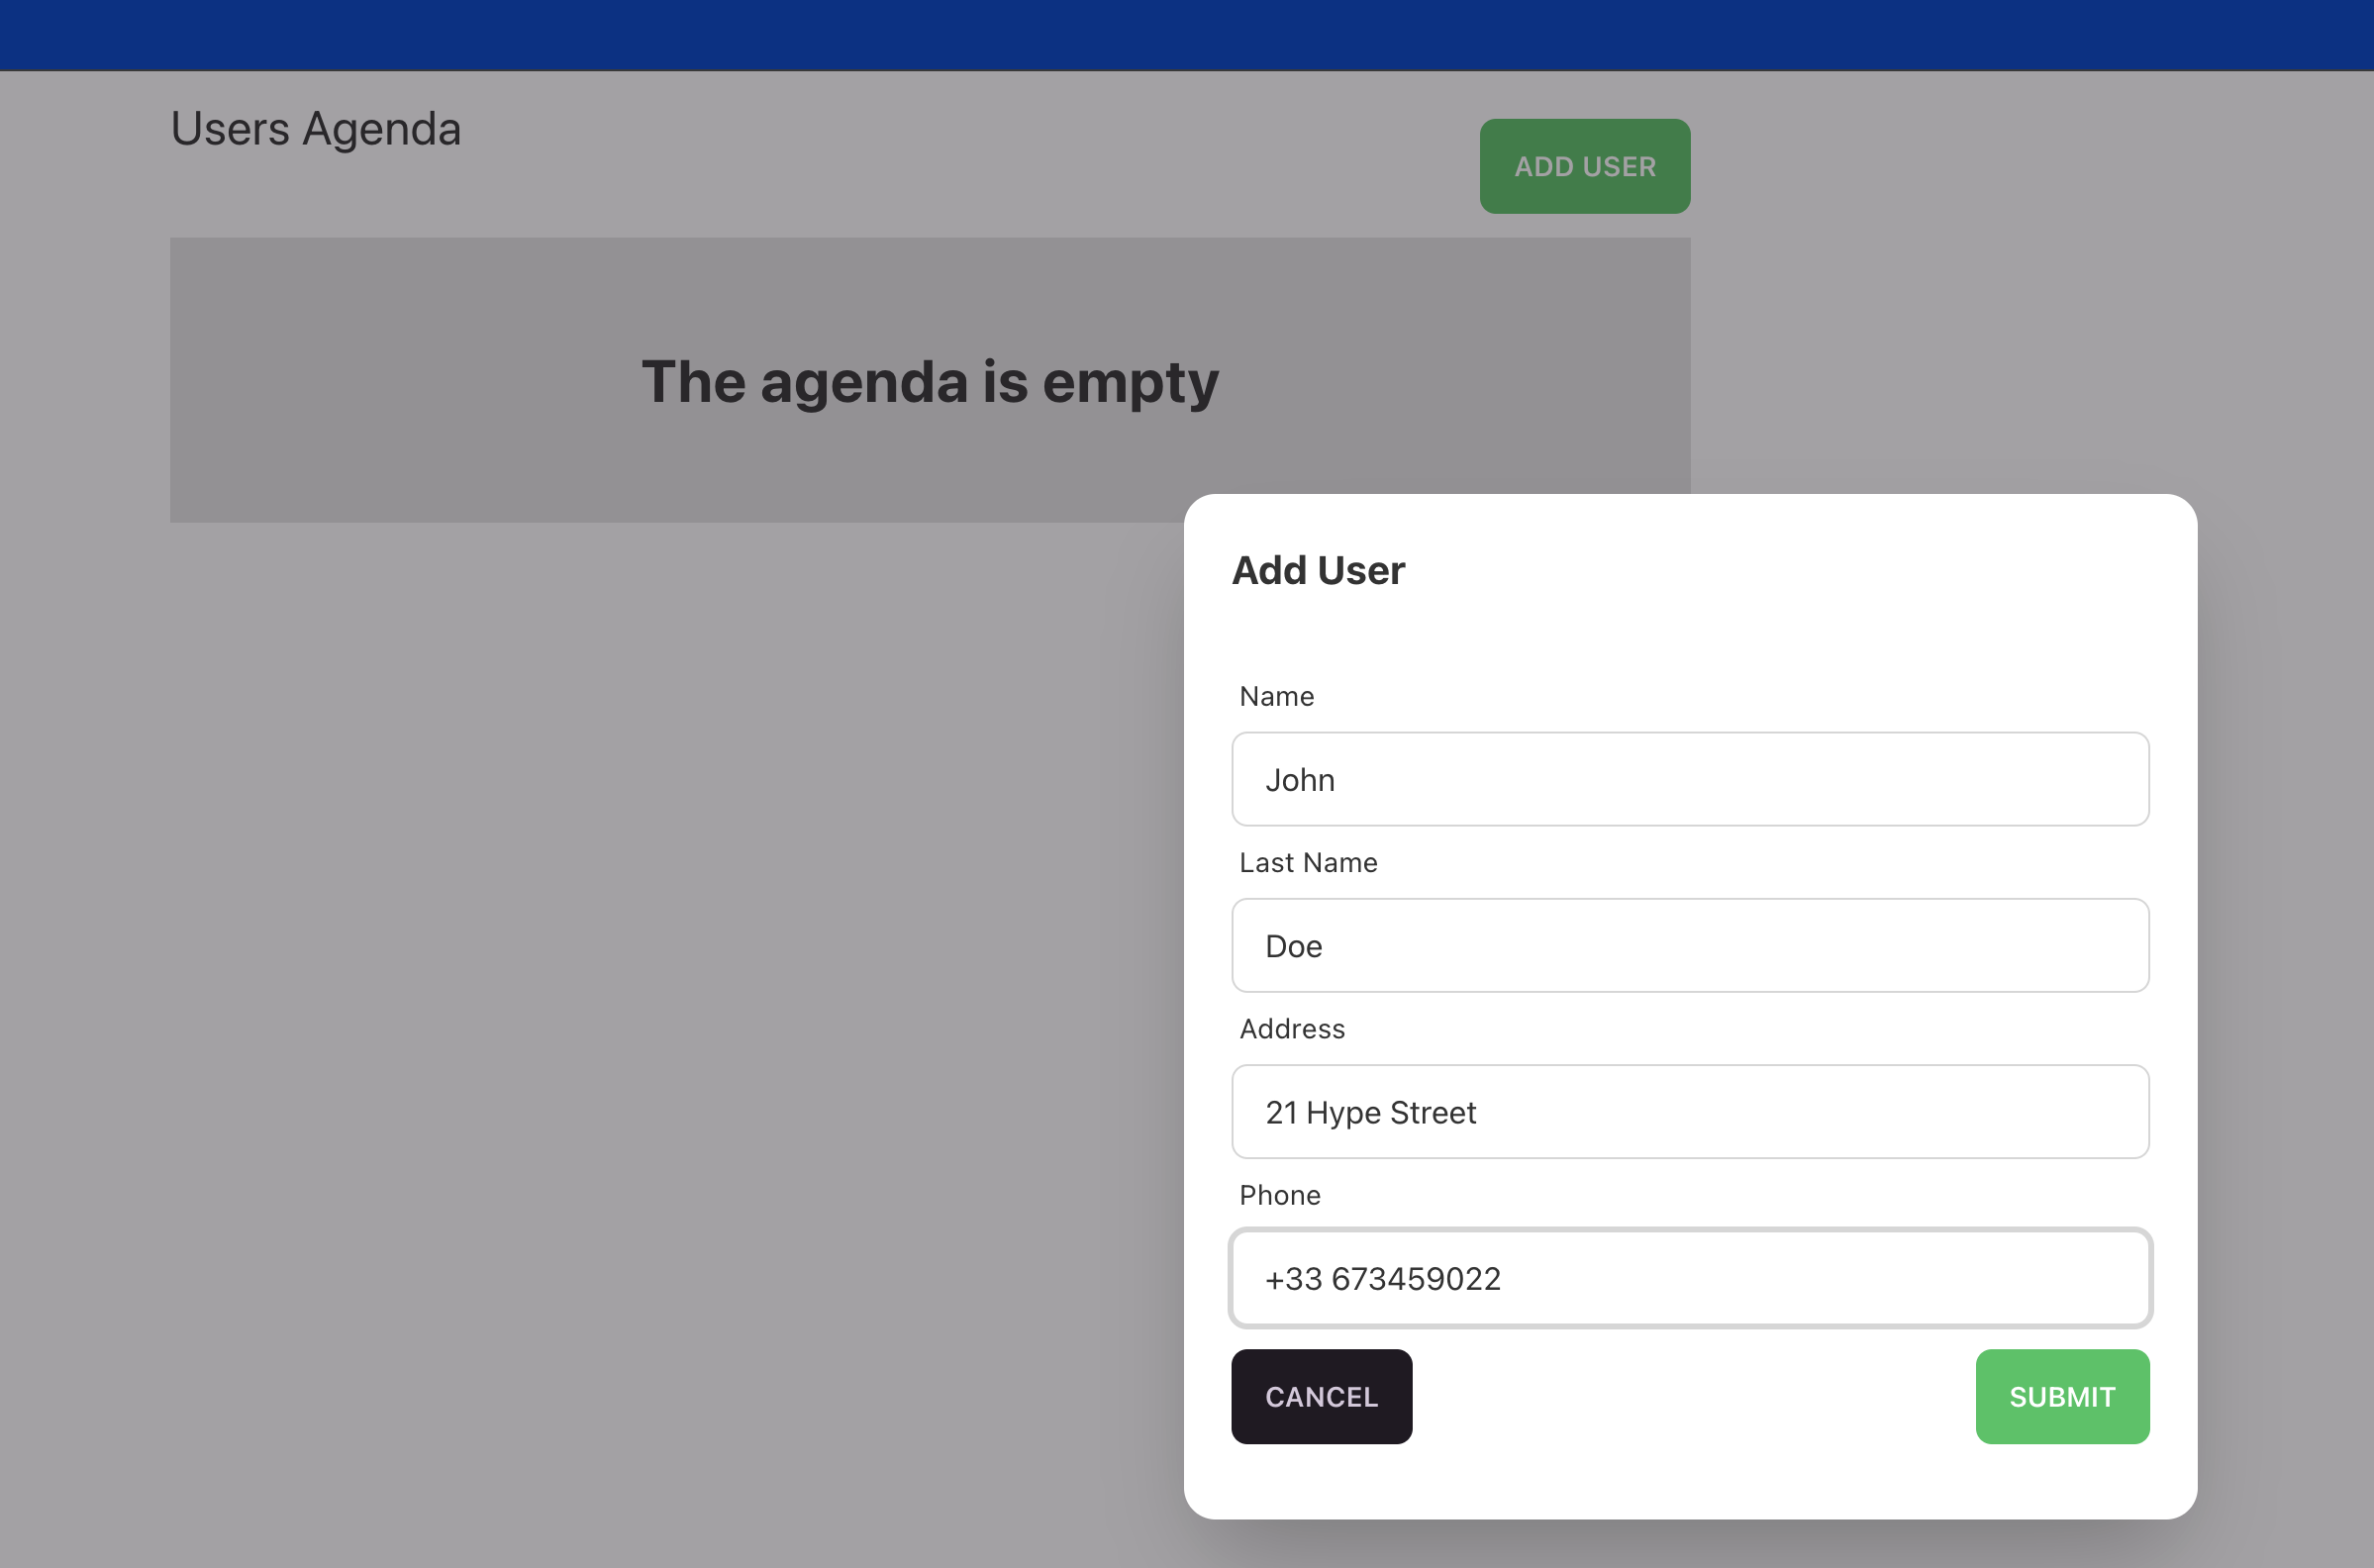 Users Agenda
ADD USER
The agenda is empty
Add User
Name
John
Last Name
Doe
Address
21 Hype Street
Phone
+33 673459022
CANCEL
SUBMIT